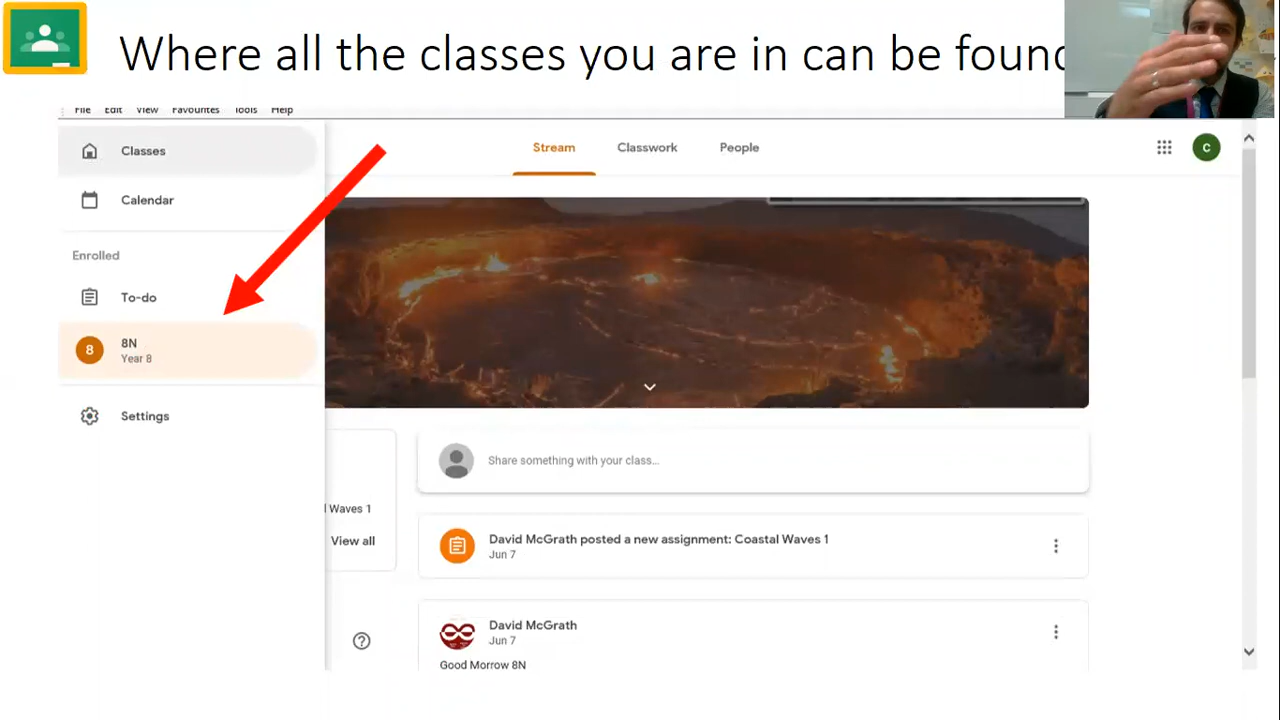 Where all the classes you are in can be found
File Edit View Favourites Tools Help
Classes
Calendar
Enrolled
To-do
8
8N
Year 8
Settings
Stream Classwork People
C
Share something with your class...
Waves 1
View all
David McGrath posted a new assignment: Coastal Waves 1
Jun 7
David McGrath
Jun 7
Good Morrow 8N